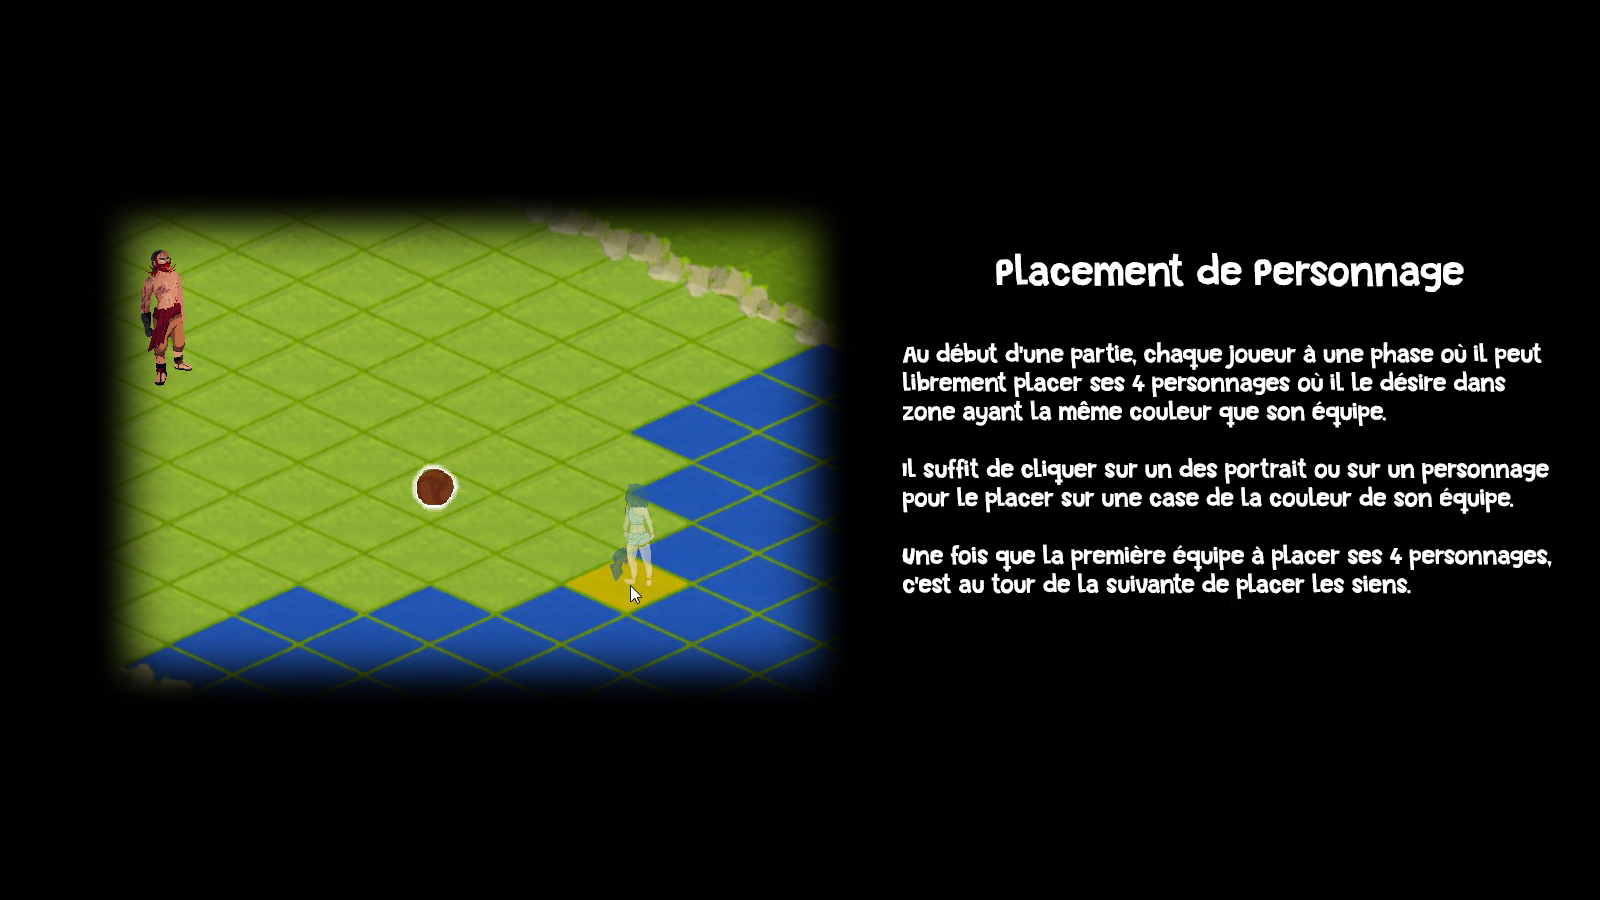 Placement de Personnage
Au début d'une partie, chaque joueur à une phase où il peut
librement placer ses 4 personnages où il le désire dans
zone ayant la même couleur que son équipe.
Il suffit de cliquer sur un des portrait ou sur un personnage
pour le placer sur une case de la couleur de son équipe.
Une fois que la première équipe à placer ses 4 personnages,
c'est au tour de la suivante de placer les siens.